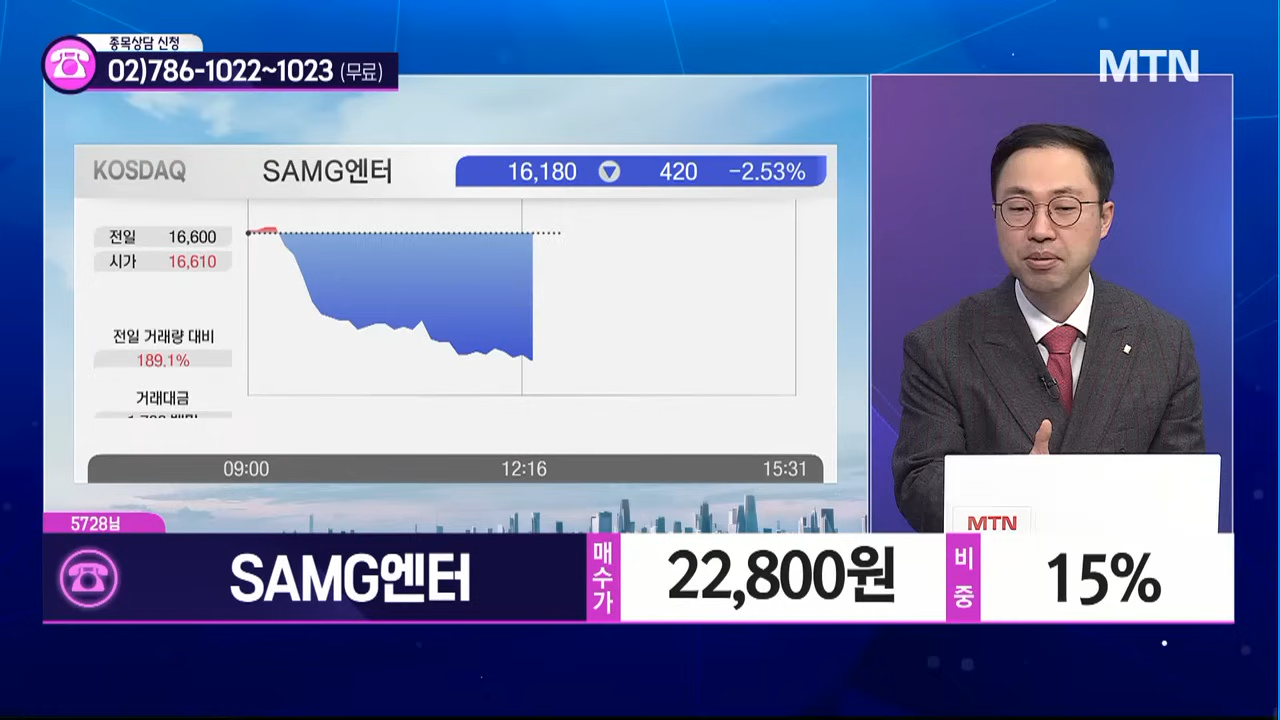 종목상담 신청
02)786-1022~1023 (무료)
MTN
KOSDAQ
SAMG엔터
16,180 ▼ 420 -2.53%
전일 16,600
시가 16,610
전일 거래량 대비
189.1%
거래대금
09:00 12:16 15:31
MTN
5728님
SAMG엔터
매수가
22,800원
비중
15%